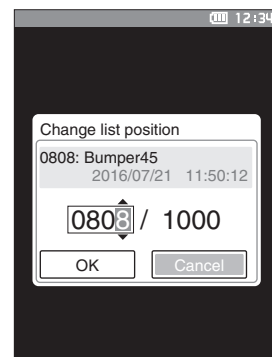 12:34
Change list position
0808: Bumper45
2016/07/21 11:50:12
0808 / 1000
OK Cancel